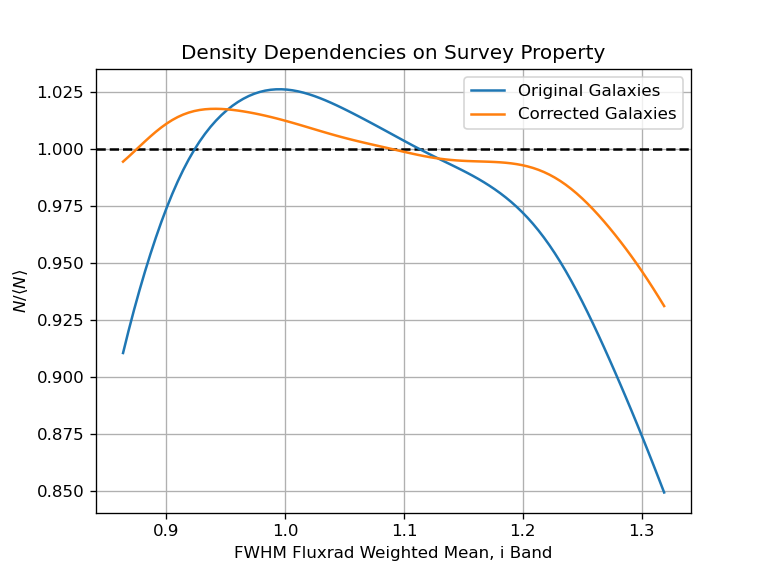 Density Dependencies on Survey Property
Original Galaxies
Corrected Galaxies
1.025
1.000
0.975
0.950
0.925
0.900
0.875
0.850
N/⟨N⟩
0.9 1.0 1.1 1.2 1.3
FWHM Fluxrad Weighted Mean, i Band